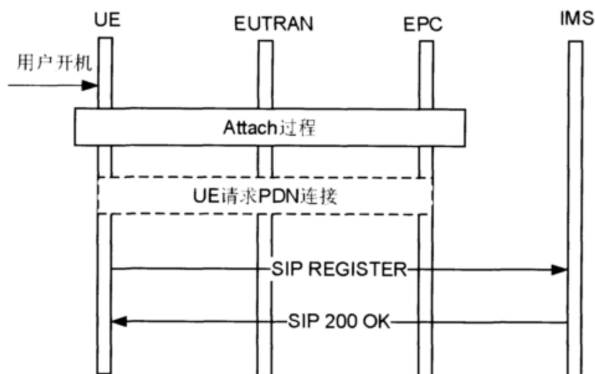 UE EUTRAN EPC IMS
用户开机
Attach过程
UE请求PDN连接
SIP REGISTER
SIP 200 OK